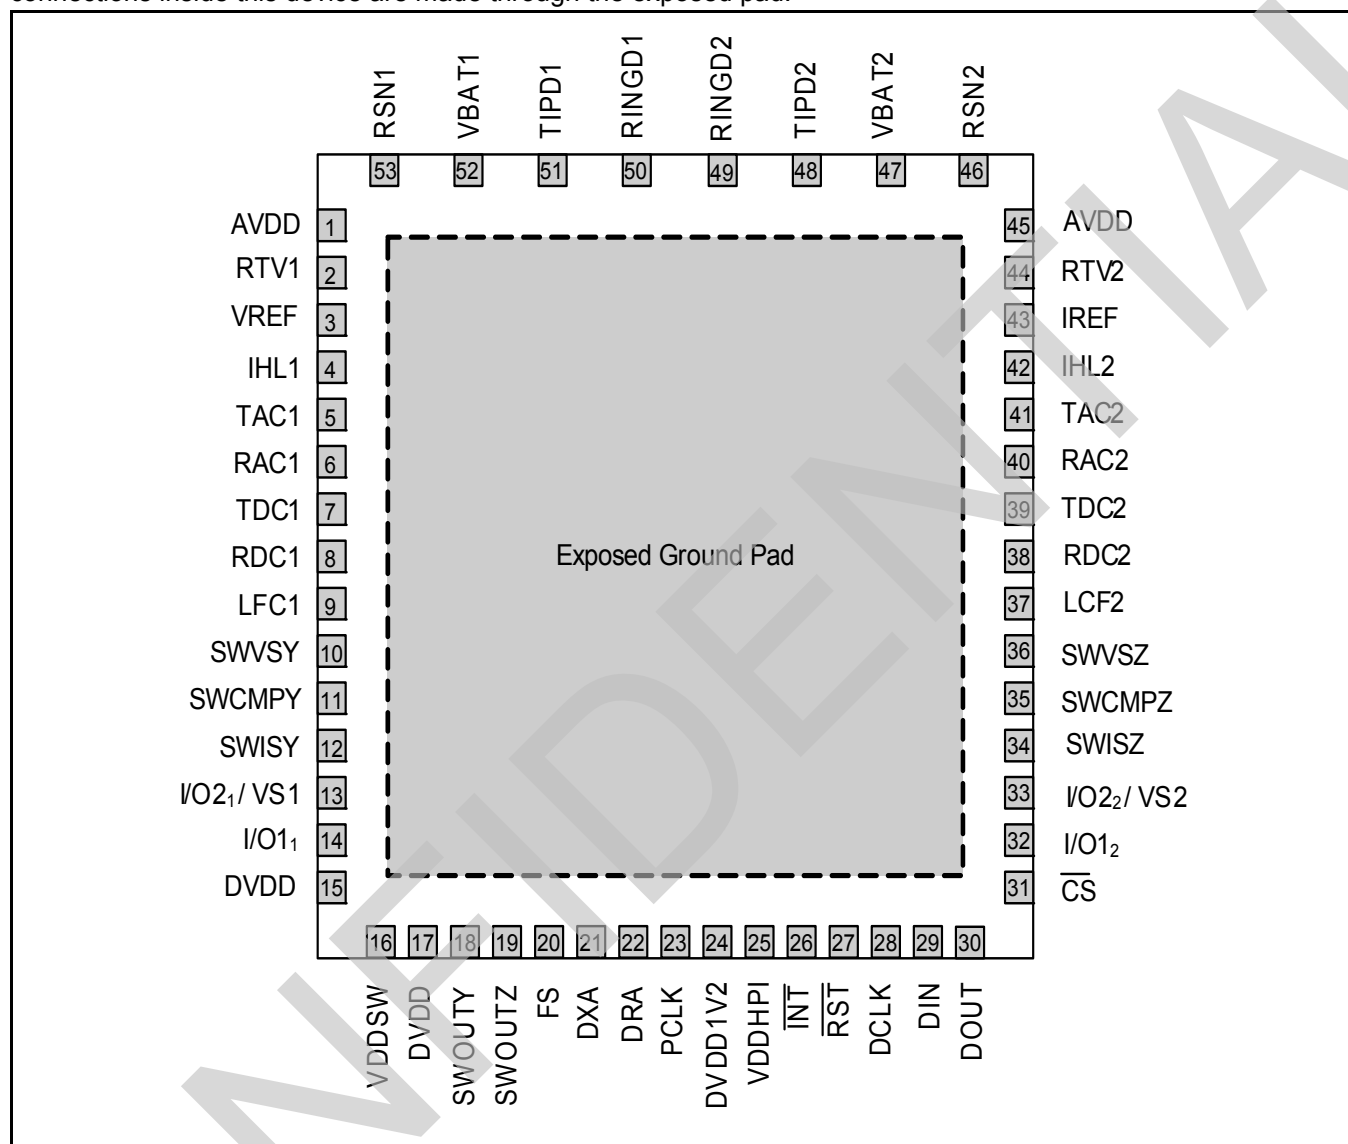 connections inside this device are made through the exposed pad.
RSN1 VBAT1 TIPD1 RINGD1 RINGD2 TIPD2 VBAT2 RSN2
53 52 51 50 49 48 47 46
AVDD 1 45 AVDD
RTV1 2 44 RTV2
VREF 3 43 IREF
IHL1 4 42 IHL2
TAC1 5 41 TAC2
RAC1 6 40 RAC2
TDC1 7 39 TDC2
RDC1 8 Exposed Ground Pad 38 RDC2
LFC1 9 37 LCF2
SWVSY 10 36 SWVSZ
SWCMPY 11 35 SWCMPZ
SWISY 12 34 SWISZ
I/O2₁/ VS1 13 33 I/O2₂/ VS2
I/O1₁ 14 32 I/O1₂
DVDD 15 31 C̅S̅
16 17 18 19 20 21 22 23 24 25 26 27 28 29 30
VDDSW DVDD SWOUTY SWOUTZ FS DXA DRA PCLK DVDD1V2 VDDHPI I̅N̅T̅ R̅S̅T̅ DCLK DIN DOUT
NFIDENTIA